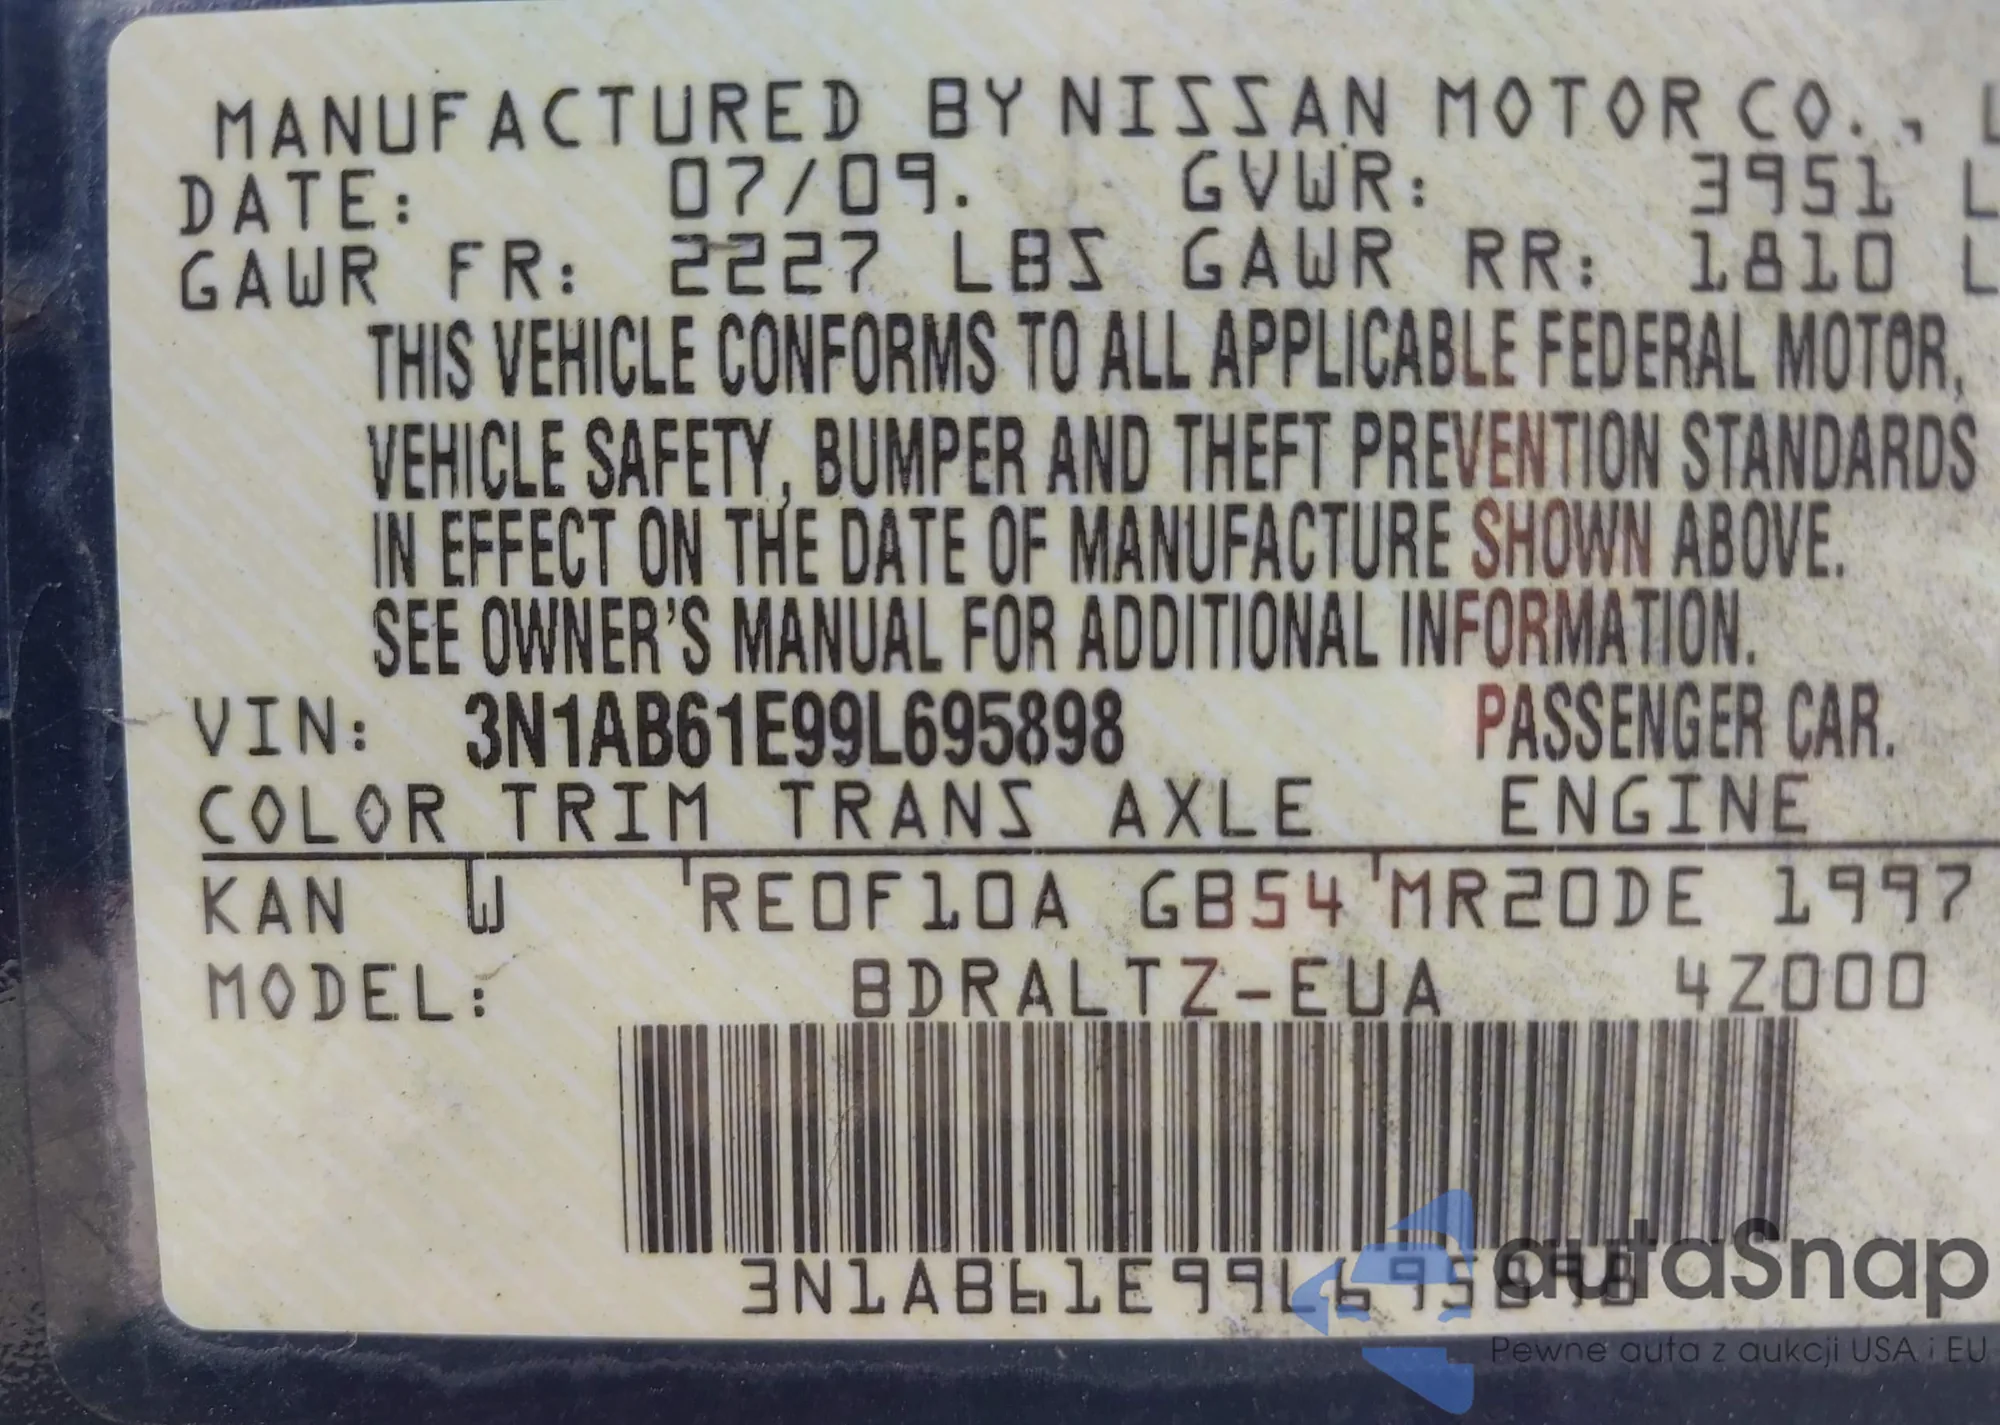 MANUFACTURED BY NISSAN MOTOR CO., L
DATE: 07/09. GVWR: 3951 L
GAWR FR: 2227 LBS GAWR RR: 1810 L
THIS VEHICLE CONFORMS TO ALL APPLICABLE FEDERAL MOTOR,
VEHICLE SAFETY, BUMPER AND THEFT PREVENTION STANDARDS
IN EFFECT ON THE DATE OF MANUFACTURE SHOWN ABOVE.
SEE OWNER'S MANUAL FOR ADDITIONAL INFORMATION.
VIN: 3N1AB61E99L695898 PASSENGER CAR.
COLOR TRIM TRANS AXLE ENGINE
KAN W RE0F10A GB54 MR20DE 1997
MODEL: BDRALTZ-EUA 4Z000
3N1AB61E99L695898
autaSnap
Pewne auta z aukcji USA i EU